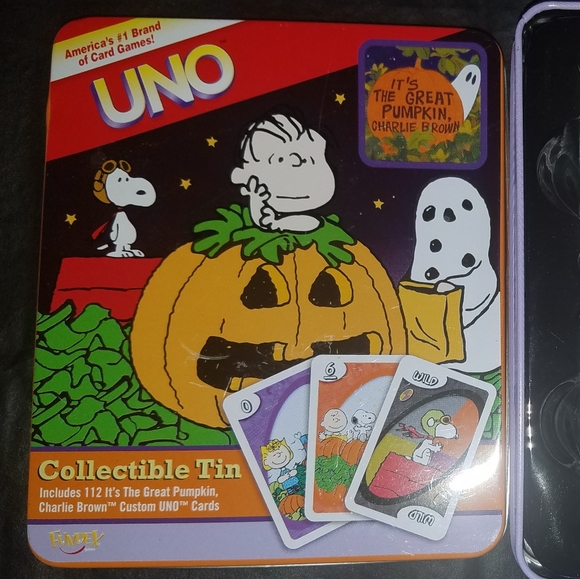 America's #1 Brand
of Card Games!
UNO
IT'S
THE GREAT
PUMPKIN,
CHARLIE BROWN
0
6
WILD
WILD
Collectible Tin
Includes 112 It's The Great Pumpkin,
Charlie Brown™ Custom UNO™ Cards
FUNDEX